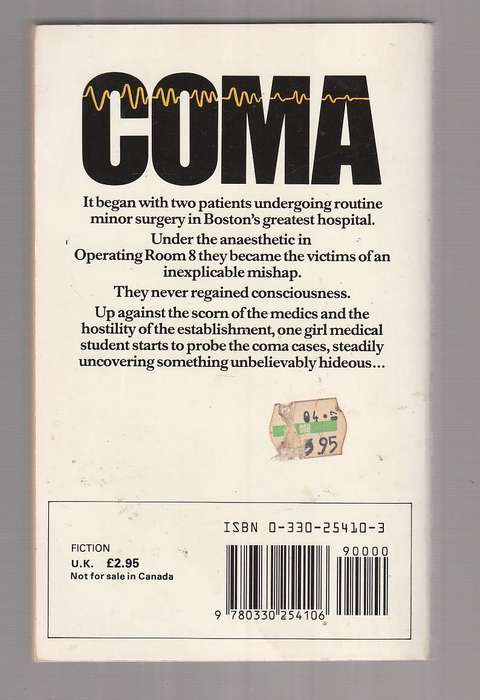 COMA
It began with two patients undergoing routine
minor surgery in Boston's greatest hospital.
Under the anaesthetic in
Operating Room 8 they became the victims of an
inexplicable mishap.
They never regained consciousness.
Up against the scorn of the medics and the
hostility of the establishment, one girl medical
student starts to probe the coma cases, steadily
uncovering something unbelievably hideous...
04 • 87
5.95
ISBN 0-330-25410-3
FICTION
U.K. £2.95
Not for sale in Canada
90000
9 780330 254106